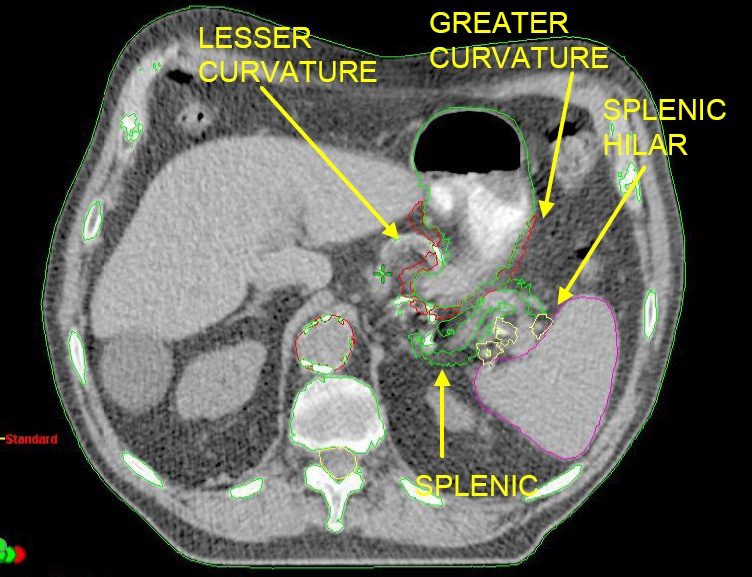 LESSER
CURVATURE
GREATER
CURVATURE
SPLENIC
HILAR
Standard
SPLENIC